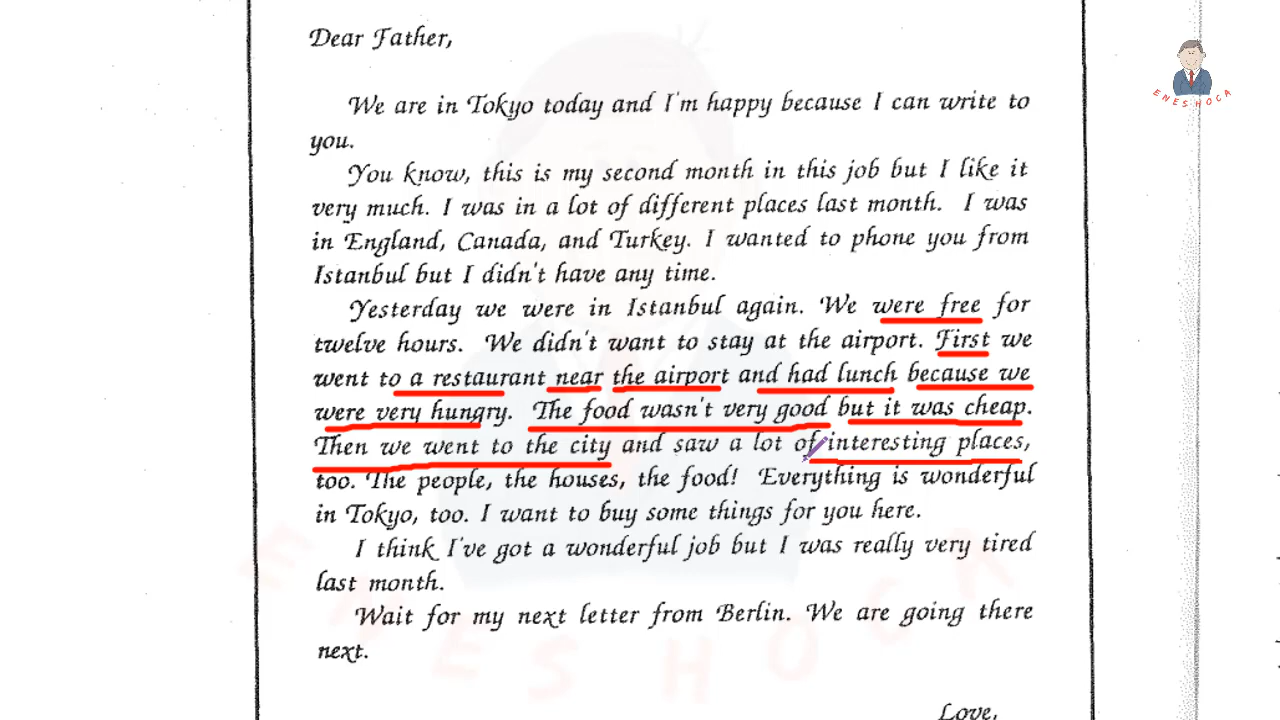 Dear Father,
We are in Tokyo today and I'm happy because I can write to
you.
You know, this is my second month in this job but I like it
very much. I was in a lot of different places last month. I was
in England, Canada, and Turkey. I wanted to phone you from
Istanbul but I didn't have any time.
Yesterday we were in Istanbul again. We were free for
twelve hours. We didn't want to stay at the airport. First we
went to a restaurant near the airport and had lunch because we
were very hungry. The food wasn't very good but it was cheap.
Then we went to the city and saw a lot of interesting places,
too. The people, the houses, the food! Everything is wonderful
in Tokyo, too. I want to buy some things for you here.
I think I've got a wonderful job but I was really very tired
last month.
Wait for my next letter from Berlin. We are going there
next.
Love,
ENES HOCA
ENES HOCA